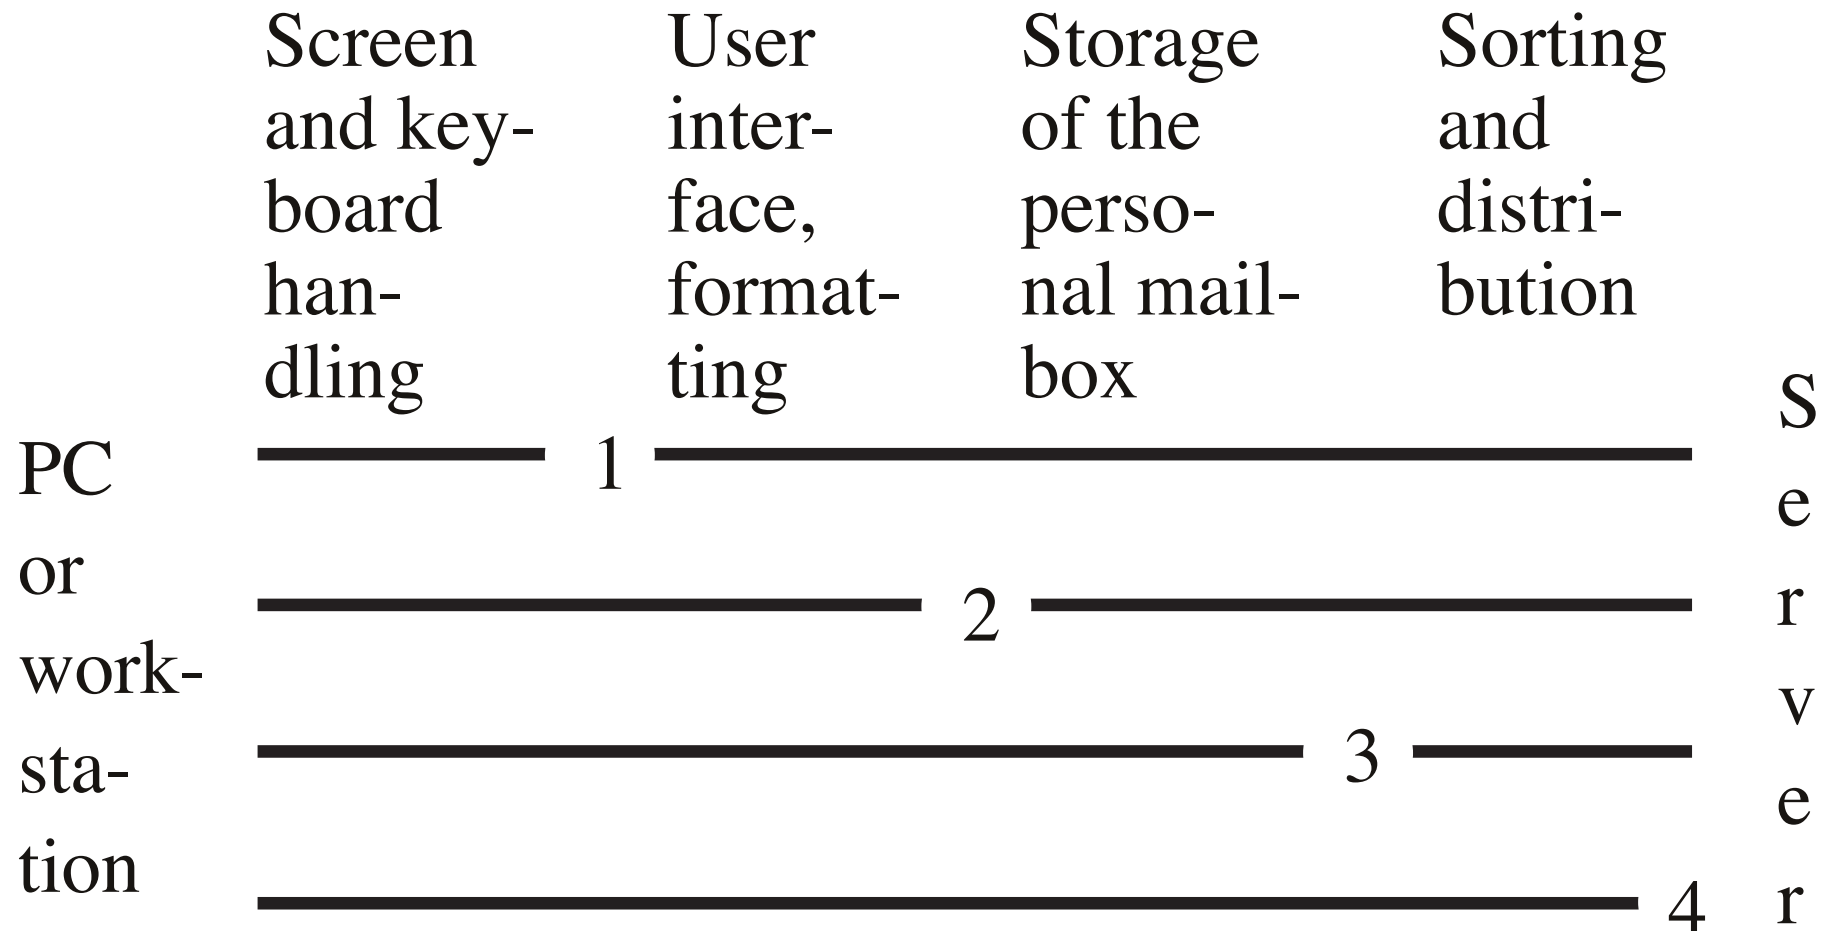 Screen
and key-
board
han-
dling
User
inter-
face,
format-
ting
Storage
of the
perso-
nal mail-
box
Sorting
and
distri-
bution
PC
or
work-
sta-
tion
1
2
3
4
S
e
r
v
e
r